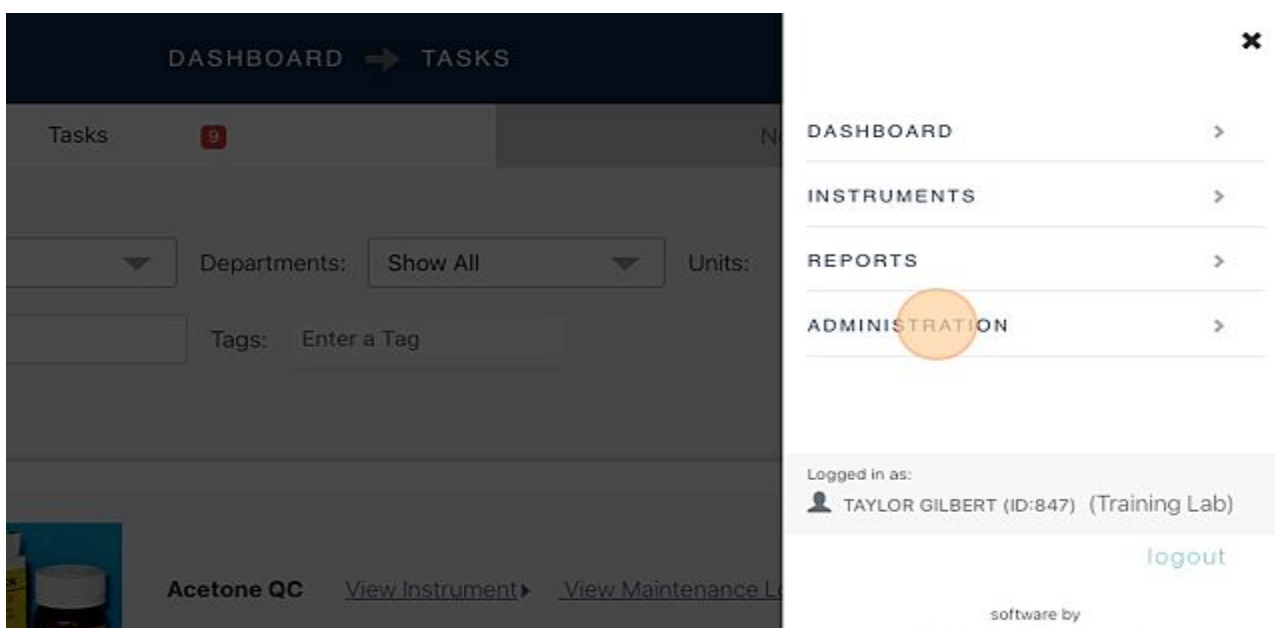 DASHBOARD TASKS
Tasks 9
Departments: Show All Units:
Tags: Enter a Tag
Acetone QC View Instrument View Maintenance
DASHBOARD
INSTRUMENTS
REPORTS
ADMINISTRATION
Logged in as:
TAYLOR GILBERT (ID:847) (Training Lab)
logout
software by